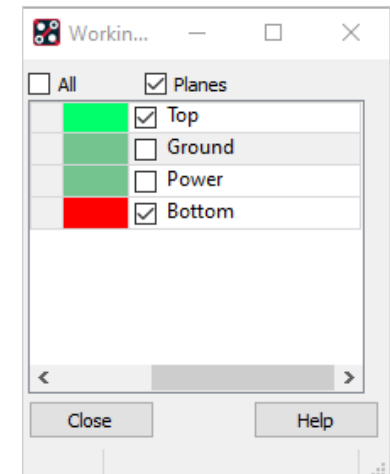 Workin...
All Planes
Top
Ground
Power
Bottom
Close Help